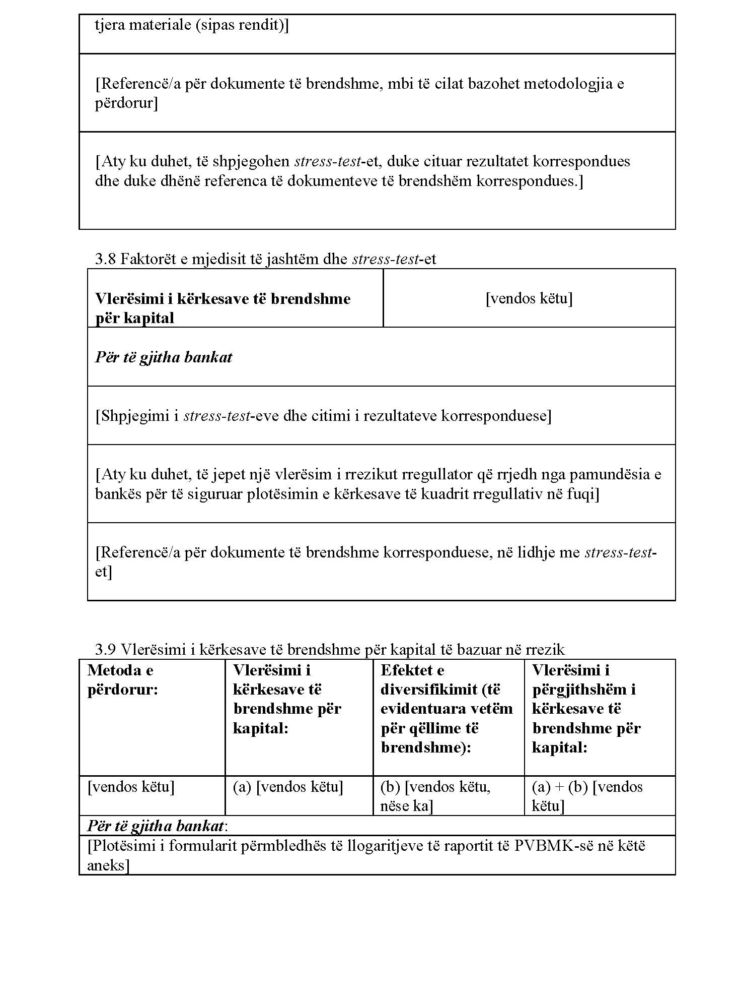 tjera materiale (sipas rendit)]
[Referencë/a për dokumente të brendshme, mbi të cilat bazohet metodologjia e
përdorur]
[Aty ku duhet, të shpjegohen stress-test-et, duke cituar rezultatet korrespondues
dhe duke dhënë referenca të dokumenteve të brendshëm korrespondues.]
3.8 Faktorët e mjedisit të jashtëm dhe stress-test-et
Vlerësimi i kërkesave të brendshme
për kapital
[vendos këtu]
Për të gjitha bankat
[Shpjegimi i stress-test-eve dhe citimi i rezultateve korresponduese]
[Aty ku duhet, të jepet një vlerësim i rrezikut rregullator që rrjedh nga pamundësia e
bankës për të siguruar plotësimin e kërkesave të kuadrit rregullativ në fuqi]
[Referencë/a për dokumente të brendshme korresponduese, në lidhje me stress-test-
et]
3.9 Vlerësimi i kërkesave të brendshme për kapital të bazuar në rrezik
Metoda e
përdorur:
Vlerësimi i
kërkesave të
brendshme për
kapital:
Efektet e
diversifikimit (të
evidentuara vetëm
për qëllime të
brendshme):
Vlerësimi i
përgjithshëm i
kërkesave të
brendshme për
kapital:
[vendos këtu]
(a) [vendos këtu]
(b) [vendos këtu,
nëse ka]
(a) + (b) [vendos
këtu]
Për të gjitha bankat:
[Plotësimi i formularit përmbledhës të llogaritjeve të raportit të PVBMK-së në këtë
aneks]